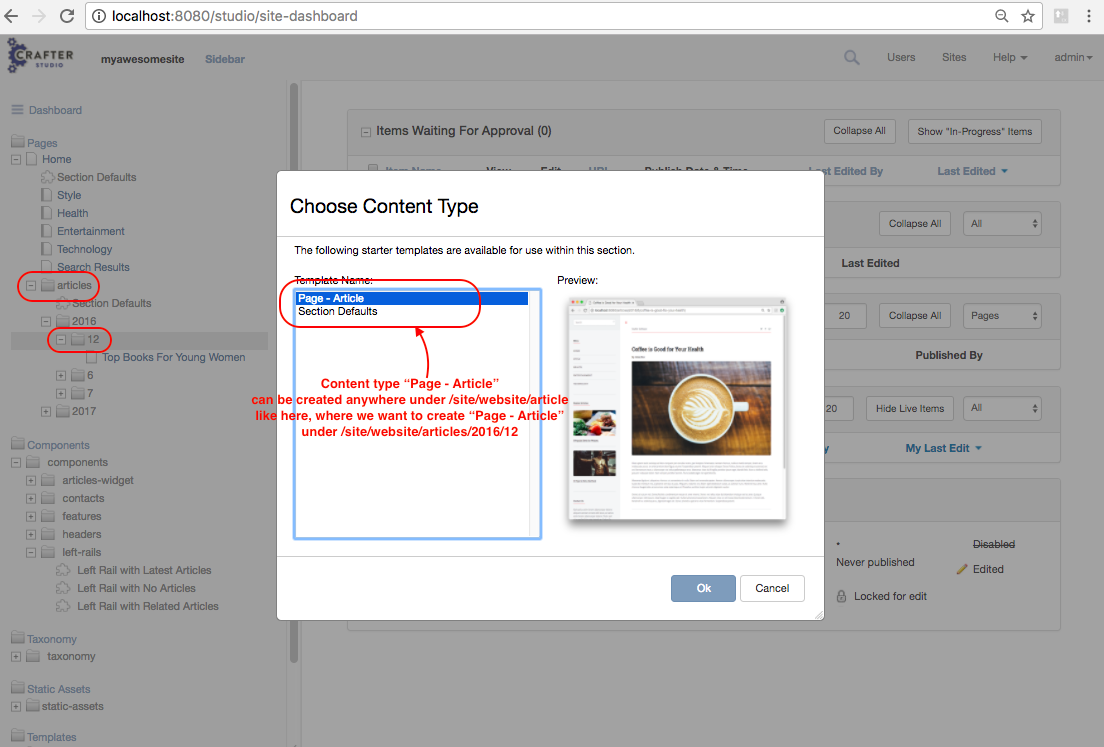 localhost:8080/studio/site-dashboard
CRAFTER
STUDIO
myawesomesite
Sidebar
Users
Sites
Help
admin
Dashboard
Pages
Home
Section Defaults
Style
Health
Entertainment
Technology
Search Results
articles
Section Defaults
2016
12
Top Books For Young Women
6
7
2017
Components
components
articles-widget
contacts
features
headers
left-rails
Left Rail with Latest Articles
Left Rail with No Articles
Left Rail with Related Articles
Taxonomy
taxonomy
Static Assets
static-assets
Templates
Items Waiting For Approval (0)
Collapse All
Show "In-Progress" Items
Item Name
View
Edit
URL
Publish Date & Time
Last Edited By
Last Edited
Collapse All
All
Last Edited
20
Collapse All
Pages
Published By
20
Hide Live Items
All
y
My Last Edit
•
Disabled
Never published
Edited
Locked for edit
Choose Content Type
The following starter templates are available for use within this section.
Template Name:
Page - Article
Section Defaults
Content type “Page - Article”
can be created anywhere under /site/website/article
like here, where we want to create “Page - Article”
under /site/website/articles/2016/12
Preview:
Coffee is Good for Your Health
Ok
Cancel